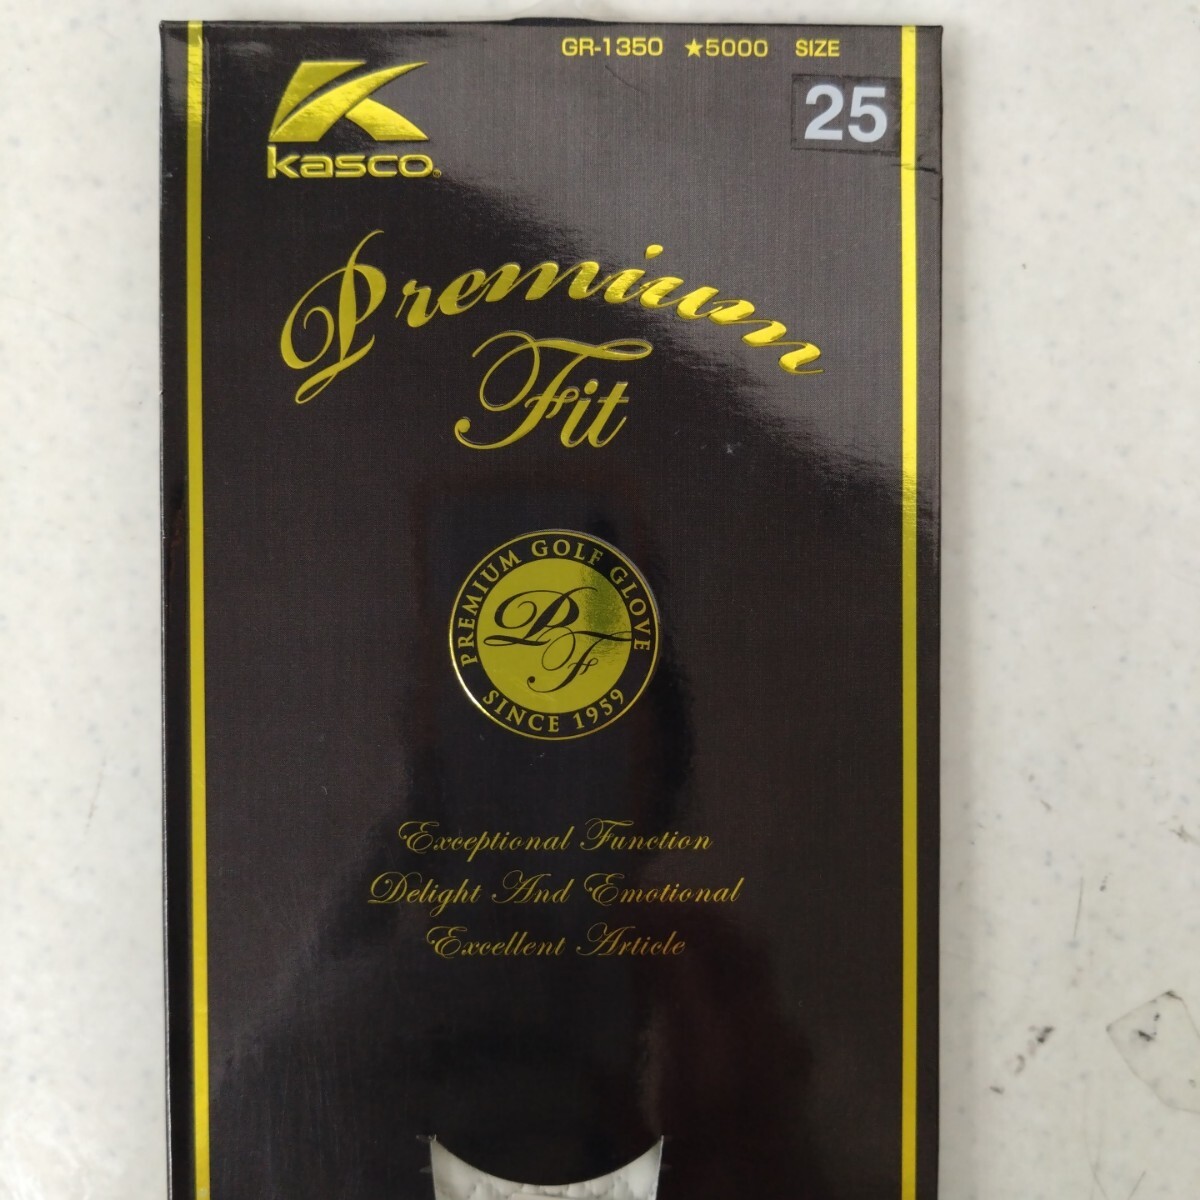 GR-1350 ★5000 SIZE
25
Kasco®
Premium
Fit
PREMIUM GOLF GLOVE
PF
SINCE 1959
Exceptional Function
Delight And Emotional
Excellent Article